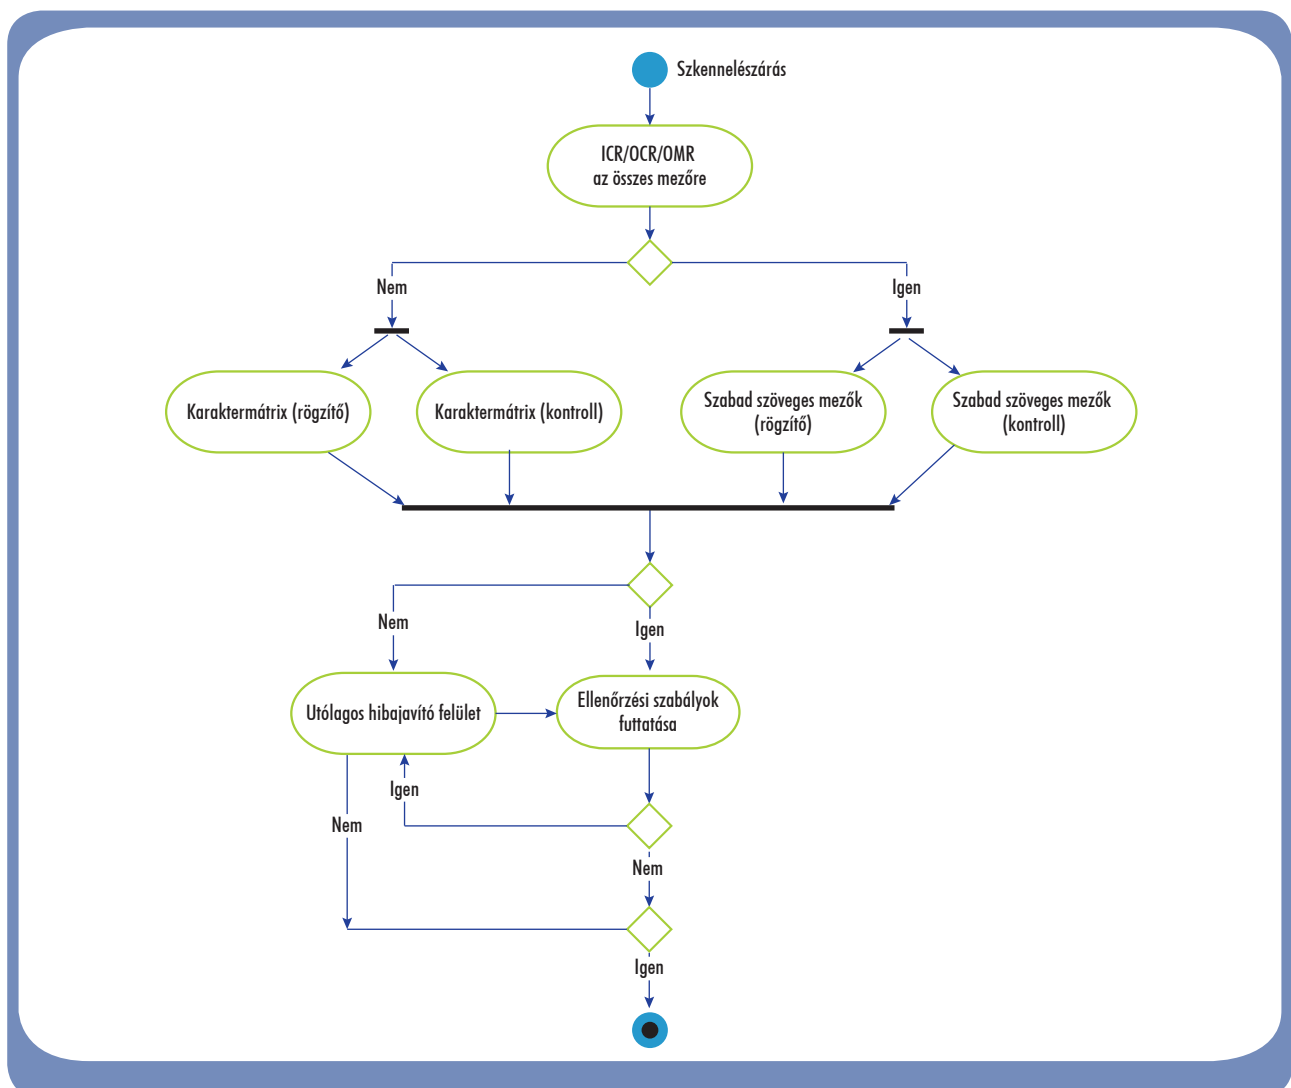 Szkennelészárás
ICR/OCR/OMR
az összes mezőre
Nem
Igen
Karaktermátrix (rögzítő)
Karaktermátrix (kontroll)
Szabad szöveges mezők
(rögzítő)
Szabad szöveges mezők
(kontroll)
Nem
Igen
Utólagos hibajavító felület
Ellenőrzési szabályok
futtatása
Igen
Nem
Nem
Igen